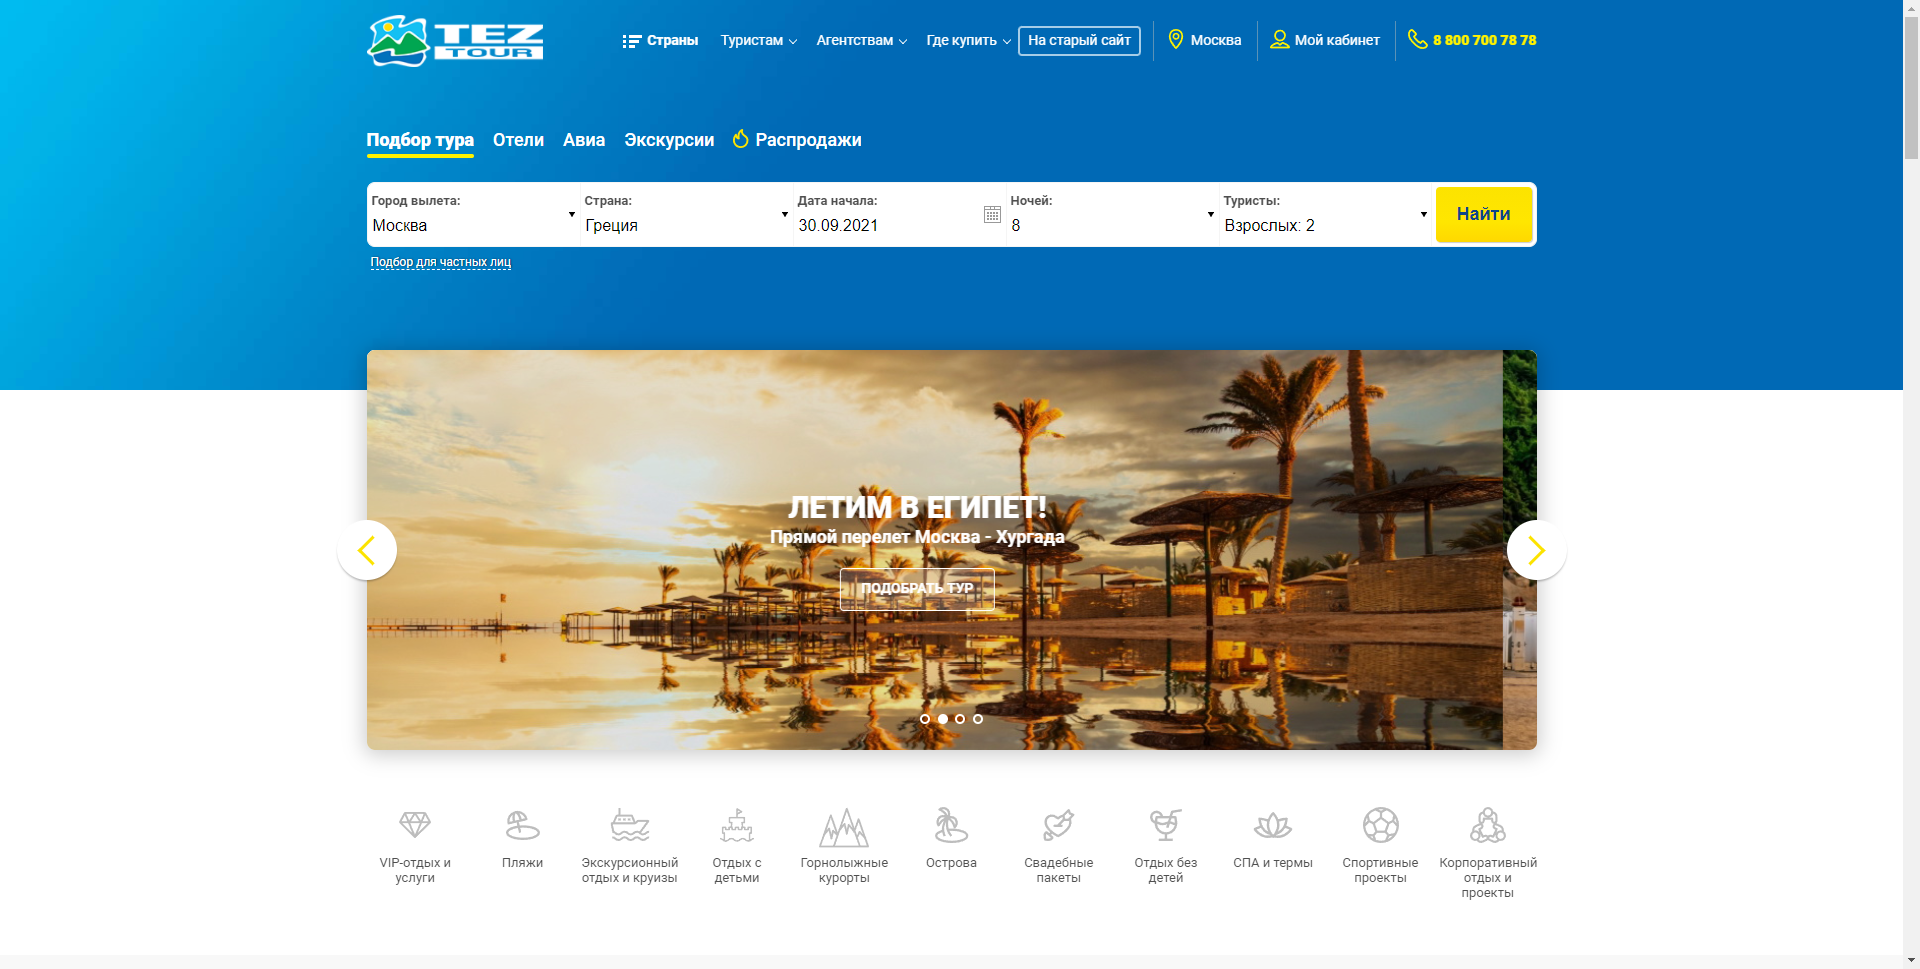 TEZ TOUR
Страны Туристам Агентствам Где купить На старый сайт Москва Мой кабинет 8 800 700 78 78
Подбор тура Отели Авиа Экскурсии Распродажи
Город вылета: Страна: Дата начала: Ночей: Туристы:
Москва Греция 30.09.2021 8 Взрослых: 2 Найти
Подбор для частных лиц
ЛЕТИМ В ЕГИПЕТ!
Прямой перелет Москва - Хургада
ПОДОБРАТЬ ТУР
VIP-отдых и услуги
Пляжи
Экскурсионный отдых и круизы
Отдых с детьми
Горнолыжные курорты
Острова
Свадебные пакеты
Отдых без детей
СПА и термы
Спортивные проекты
Корпоративный отдых и проекты